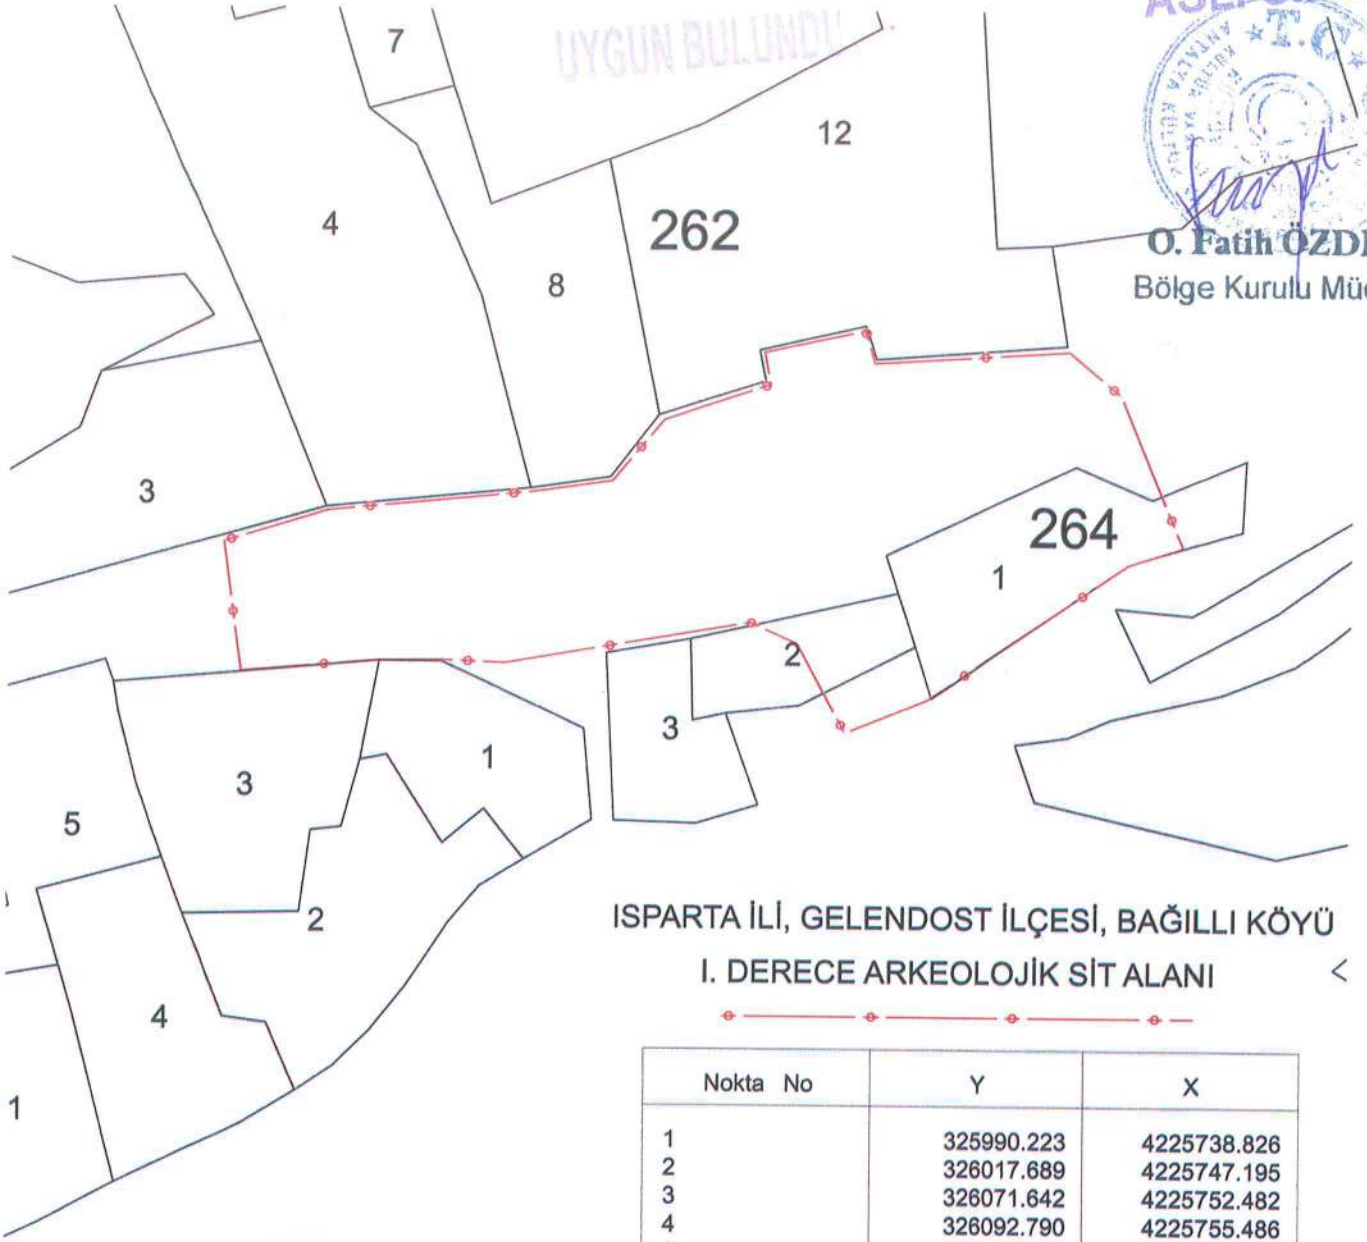 UYGUN BULUNDU
T.C.
7
12
4
262
8
O. Fatih
Bölge Kurulu
3
264
1
2
3
1
3
5
2
4
1
ISPARTA İLİ, GELENDOST İLÇESİ, BAĞILLI KÖYÜ
I. DERECE ARKEOLOJİK SİT ALANI
Nokta No Y X
1 325990.223 4225738.826
2 326017.689 4225747.195
3 326071.642 4225752.482
4 326092.790 4225755.486